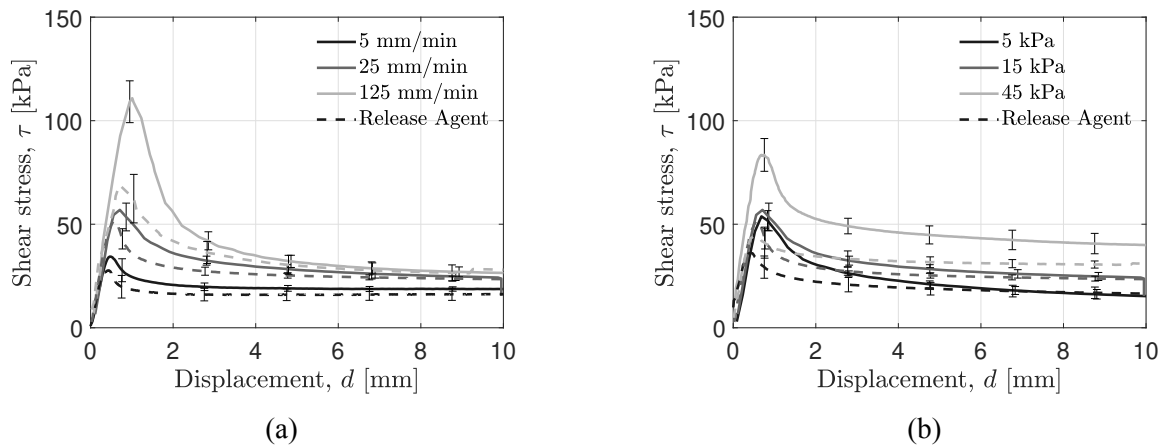 150
100
50
0
Shear stress, τ [kPa]
5 mm/min
25 mm/min
125 mm/min
Release Agent
0 2 4 6 8 10
Displacement, d [mm]
(a)
150
100
50
0
Shear stress, τ [kPa]
5 kPa
15 kPa
45 kPa
Release Agent
0 2 4 6 8 10
Displacement, d [mm]
(b)